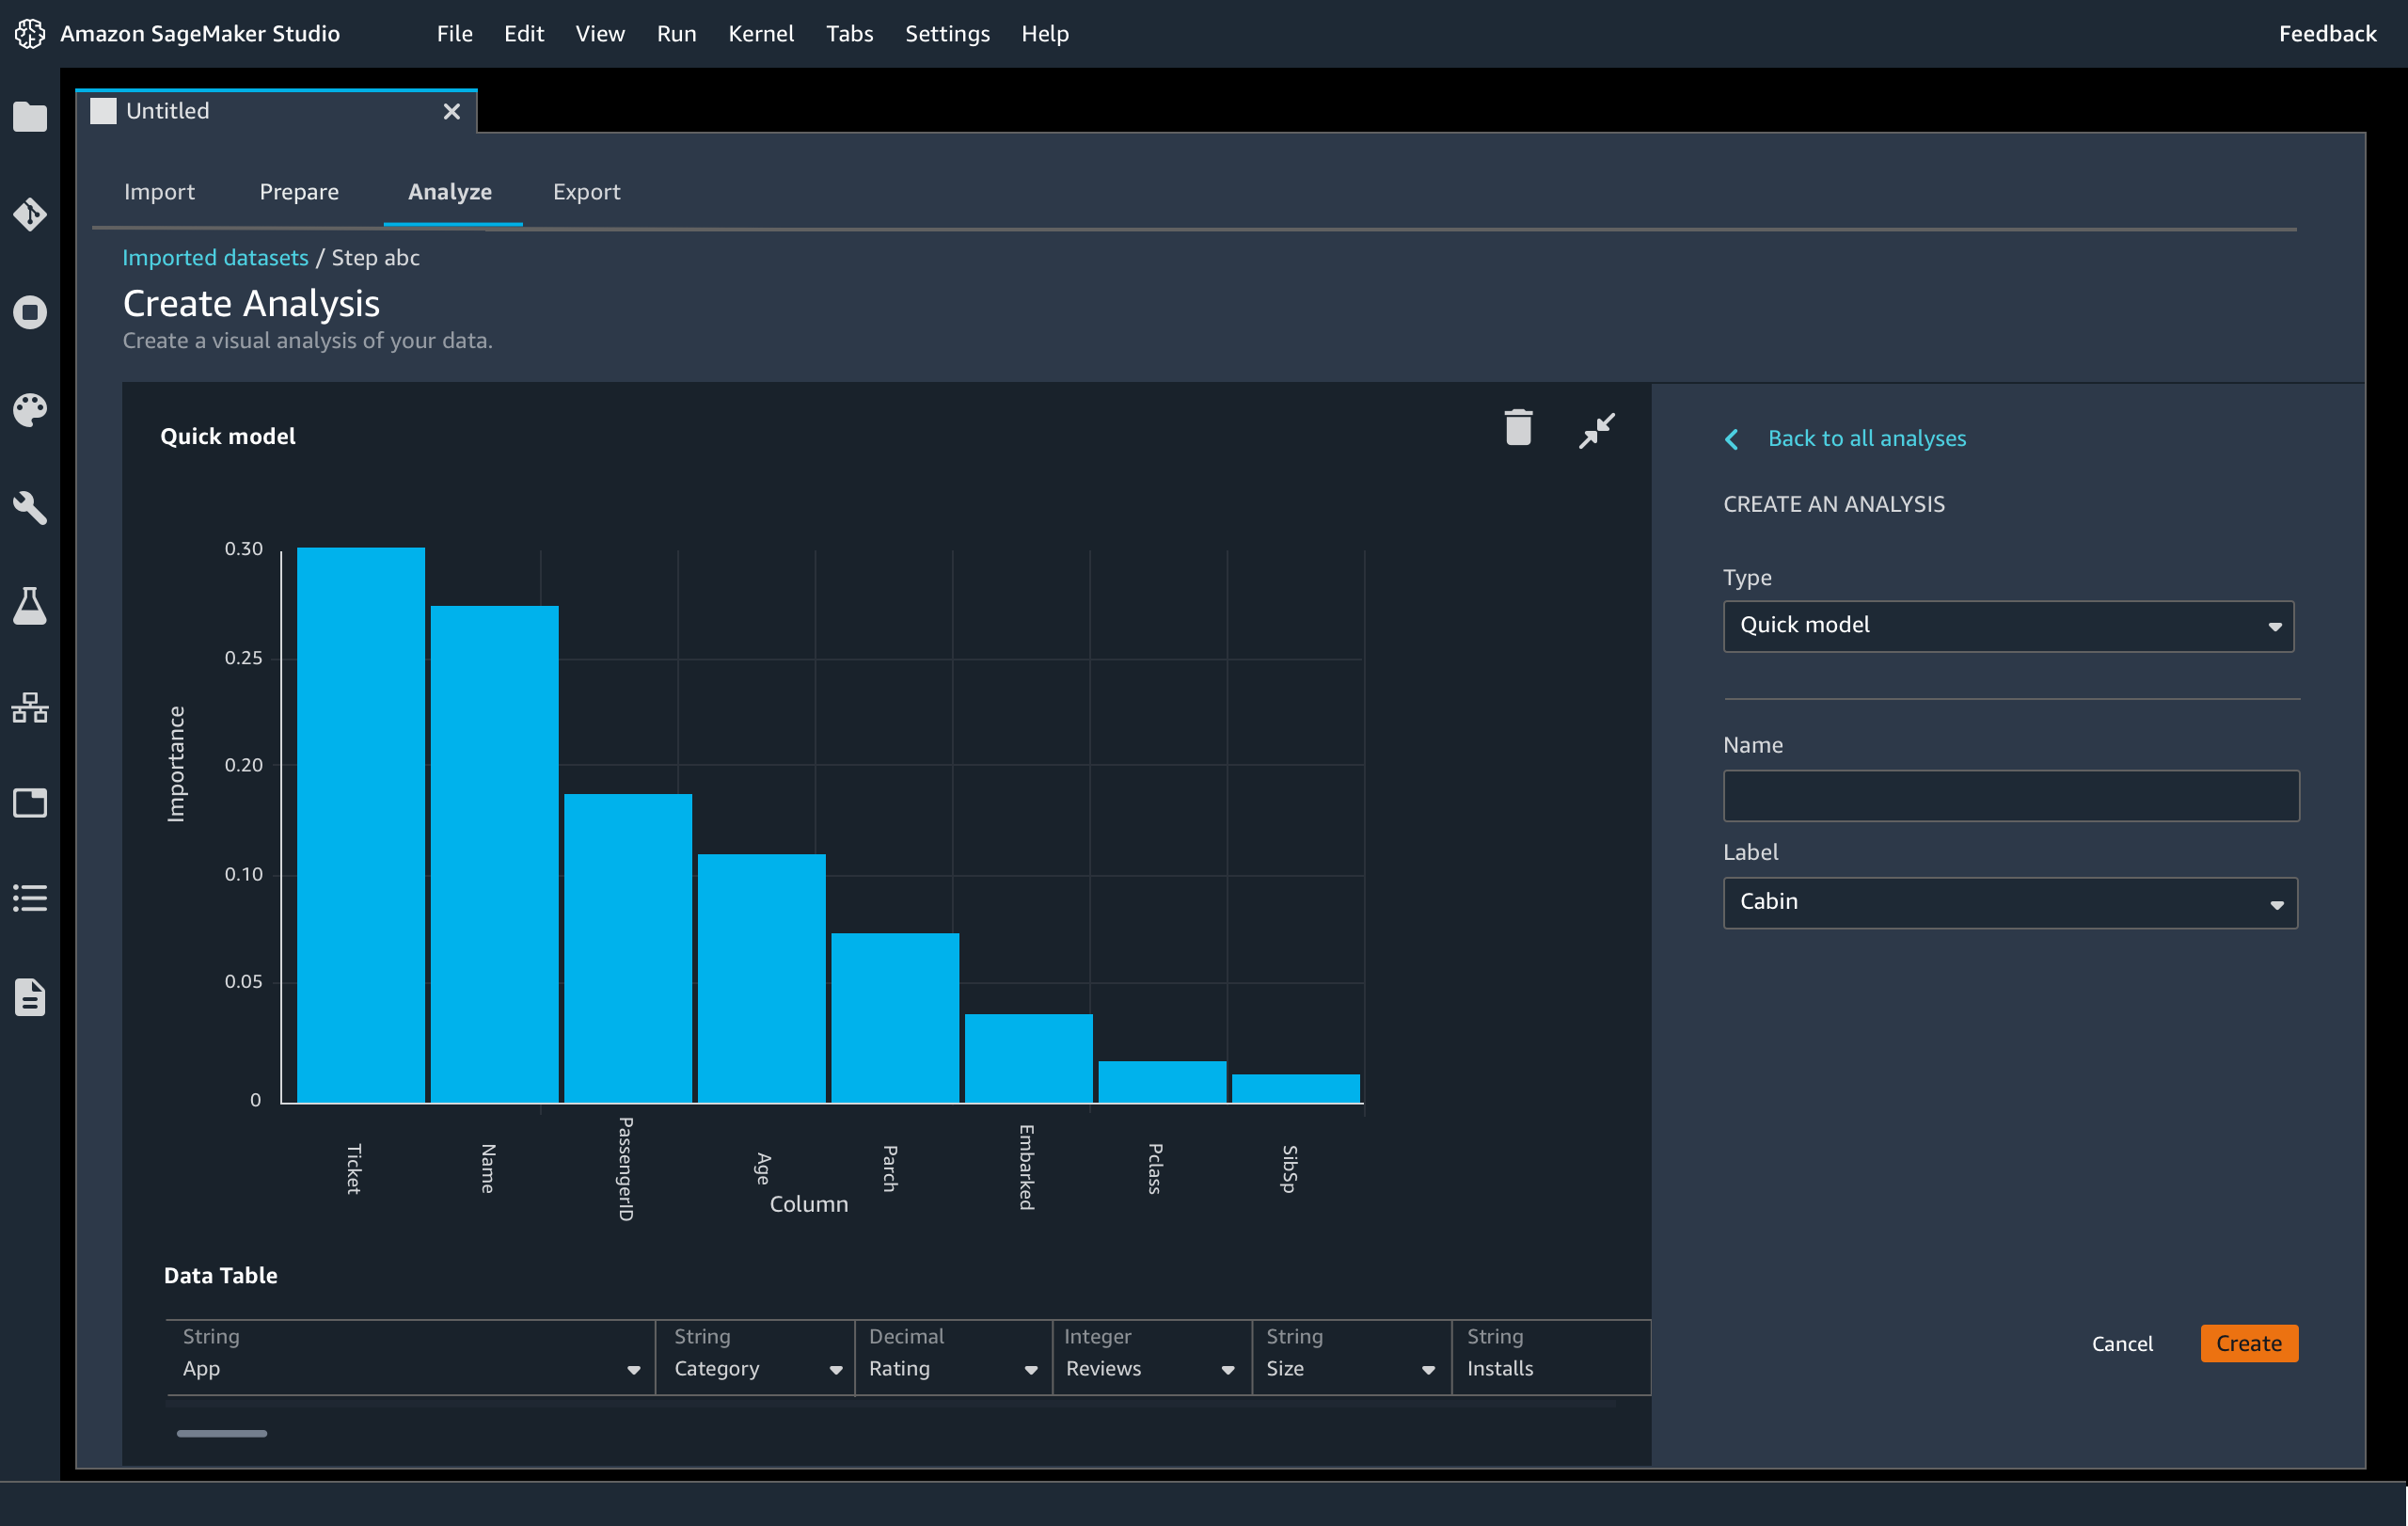 Amazon SageMaker Studio File Edit View Run Kernel Tabs Settings Help Feedback
Untitled
Import Prepare Analyze Export
Imported datasets / Step abc
Create Analysis
Create a visual analysis of your data.
Quick model
0.30
0.25
0.20
0.10
0.05
0
Importance
Ticket
Name
PassengerID
Age
Parch
Embarked
Pclass
SibSp
Column
Data Table
String String Decimal Integer String String
App Category Rating Reviews Size Installs
Back to all analyses
CREATE AN ANALYSIS
Type
Quick model
Name
Label
Cabin
Cancel Create